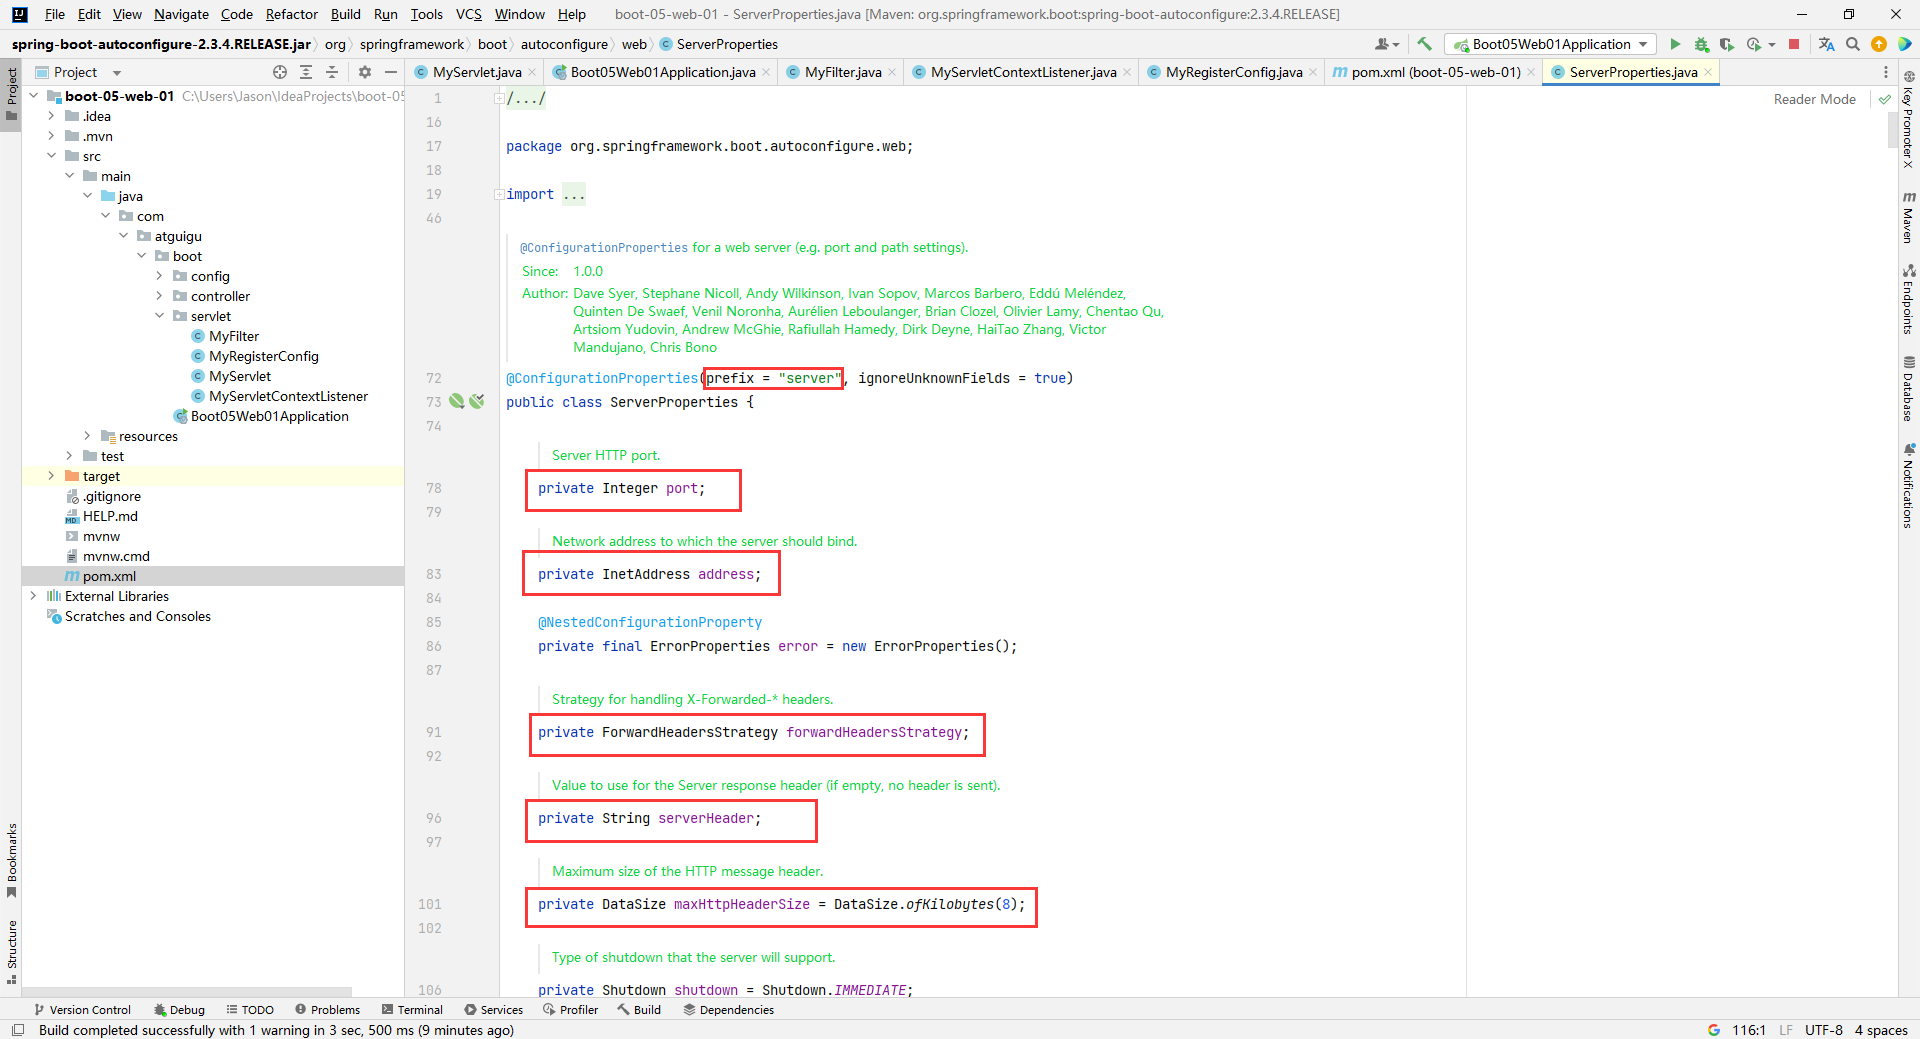 File Edit View Navigate Code Refactor Build Run Tools VCS Window Help boot-05-web-01 - ServerProperties.java [Maven: org.springframework.boot:spring-boot-autoconfigure:2.3.4.RELEASE]
spring-boot-autoconfigure-2.3.4.RELEASE.jar org springframework boot autoconfigure web ServerProperties Boot05Web01Application
Project
MyServlet.java Boot05Web01Application.java MyFilter.java MyServletContextListener.java MyRegisterConfig.java pom.xml (boot-05-web-01) ServerProperties.java
Project
boot-05-web-01 C:\Users\Jason\IdeaProjects\boot-05
.idea
.mvn
src
main
java
com
atguigu
boot
config
controller
servlet
MyFilter
MyRegisterConfig
MyServlet
MyServletContextListener
Boot05Web01Application
resources
test
target
.gitignore
HELP.md
mvnw
mvnw.cmd
pom.xml
External Libraries
Scratches and Consoles
Bookmarks
Structure
Reader Mode
1 /.../
16
17 package org.springframework.boot.autoconfigure.web;
18
19 import ...
46
@ConfigurationProperties for a web server (e.g. port and path settings).
Since: 1.0.0
Author: Dave Syer, Stephane Nicoll, Andy Wilkinson, Ivan Sopov, Marcos Barbero, Eddú Meléndez,
Quinten De Swaef, Venil Noronha, Aurélien Leboulanger, Brian Clozel, Olivier Lamy, Chentao Qu,
Artsiom Yudovin, Andrew McGhie, Rafiullah Hamedy, Dirk Deyne, HaiTao Zhang, Victor
Mandujano, Chris Bono
72 @ConfigurationProperties(prefix = "server", ignoreUnknownFields = true)
73 public class ServerProperties {
74
Server HTTP port.
78 private Integer port;
79
Network address to which the server should bind.
83 private InetAddress address;
84
85 @NestedConfigurationProperty
86 private final ErrorProperties error = new ErrorProperties();
87
Strategy for handling X-Forwarded-* headers.
91 private ForwardHeadersStrategy forwardHeadersStrategy;
92
Value to use for the Server response header (if empty, no header is sent).
96 private String serverHeader;
97
Maximum size of the HTTP message header.
101 private DataSize maxHttpHeaderSize = DataSize.ofKilobytes(8);
102
Type of shutdown that the server will support.
106 private Shutdown shutdown = Shutdown.IMMEDIATE;
Key Promoter X
Maven
Endpoints
Database
Notifications
Version Control Debug TODO Problems Terminal Services Profiler Build Dependencies
Build completed successfully with 1 warning in 3 sec, 500 ms (9 minutes ago) 116:1 LF UTF-8 4 spaces